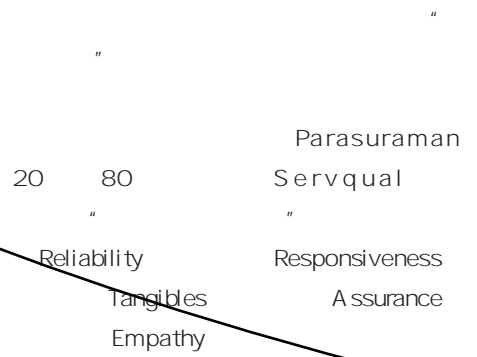 “
”
Parasuraman
20 80 Servqual
“ ”
Reliability Responsiveness
Tangibles Assurance
Empathy